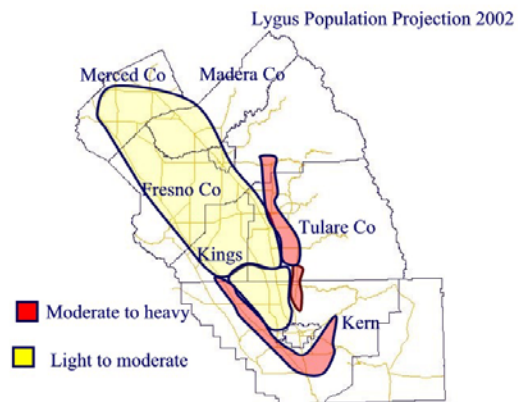 Lygus Population Projection 2002
Merced Co
Madera Co
Fresno Co
Tulare Co
Kings
Moderate to heavy
Kern
Light to moderate